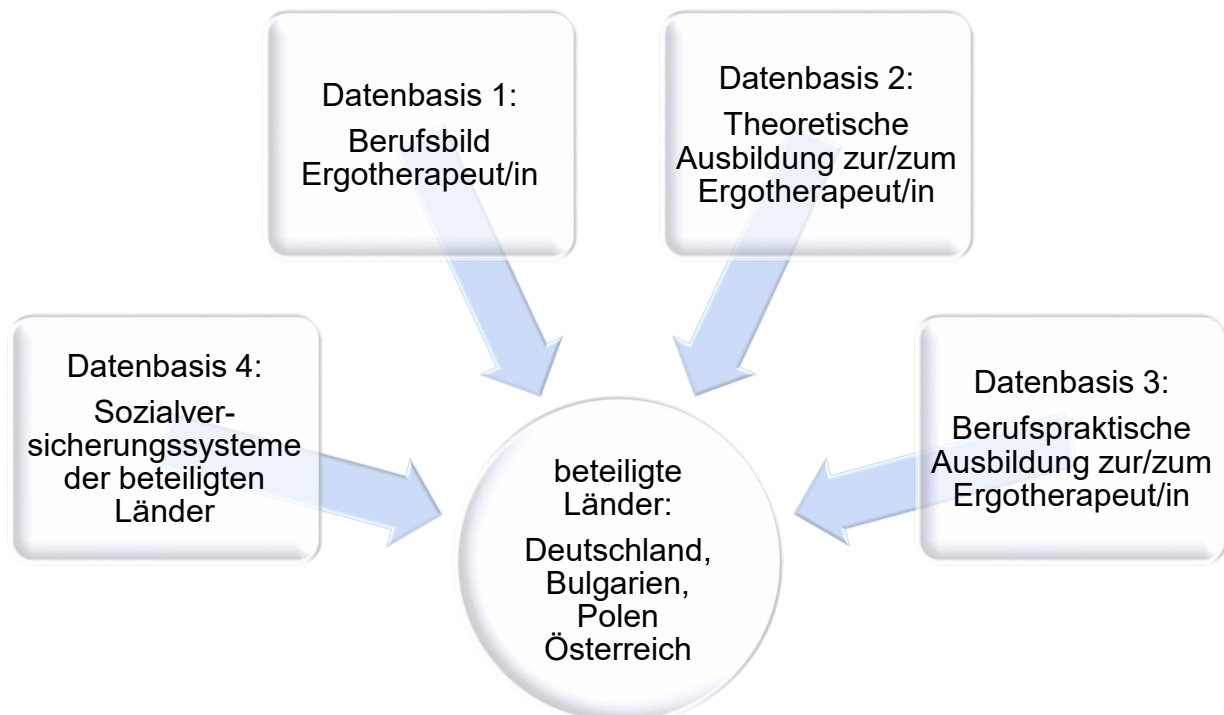 Datenbasis 1:
Berufsbild
Ergotherapeut/in
Datenbasis 2:
Theoretische
Ausbildung zur/zum
Ergotherapeut/in
Datenbasis 4:
Sozialver-
sicherungssysteme
der beteiligten
Länder
Datenbasis 3:
Berufspraktische
Ausbildung zur/zum
Ergotherapeut/in
beteiligte
Länder:
Deutschland,
Bulgarien,
Polen
Österreich